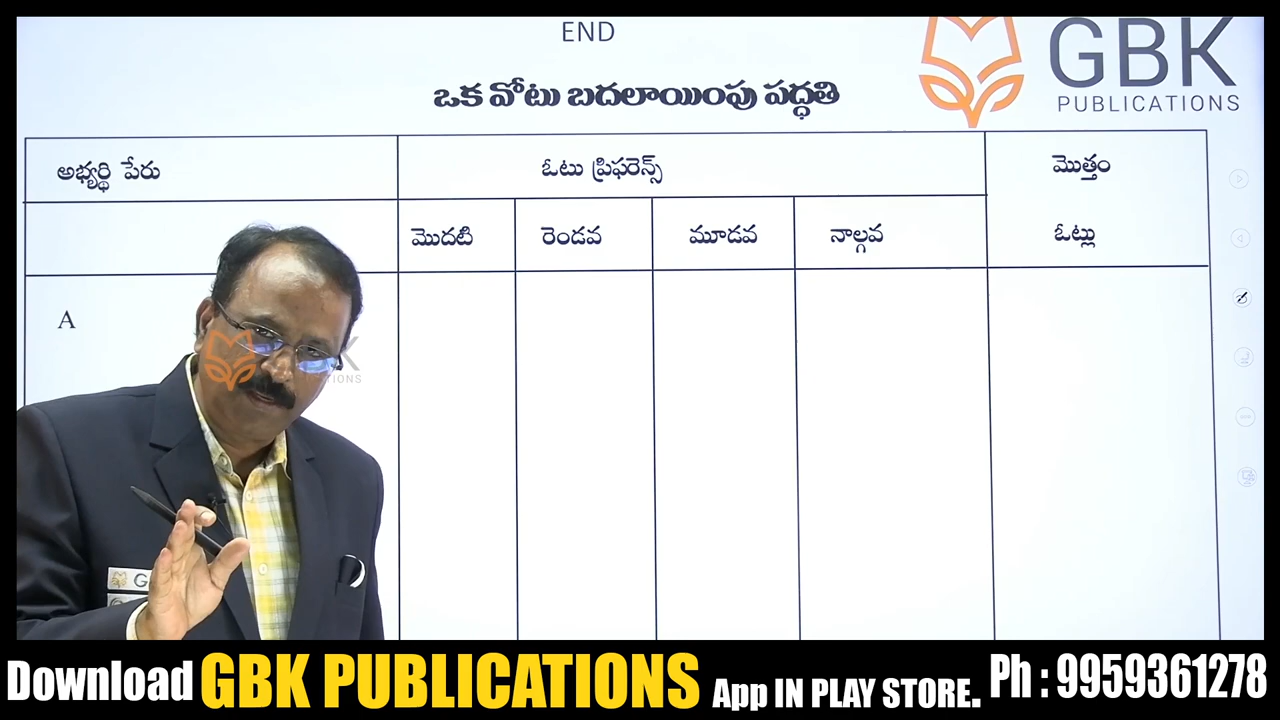 END
GBK
PUBLICATIONS
ఒక వోటు బదలాయింపు పద్ధతి
అభ్యర్థి పేరు
ఓటు ప్రిఫరెన్స్
మొత్తం
మొదటి
రెండవ
మూడవ
నాల్గవ
ఓట్లు
A
Download GBK PUBLICATIONS App IN PLAY STORE. Ph : 9959361278